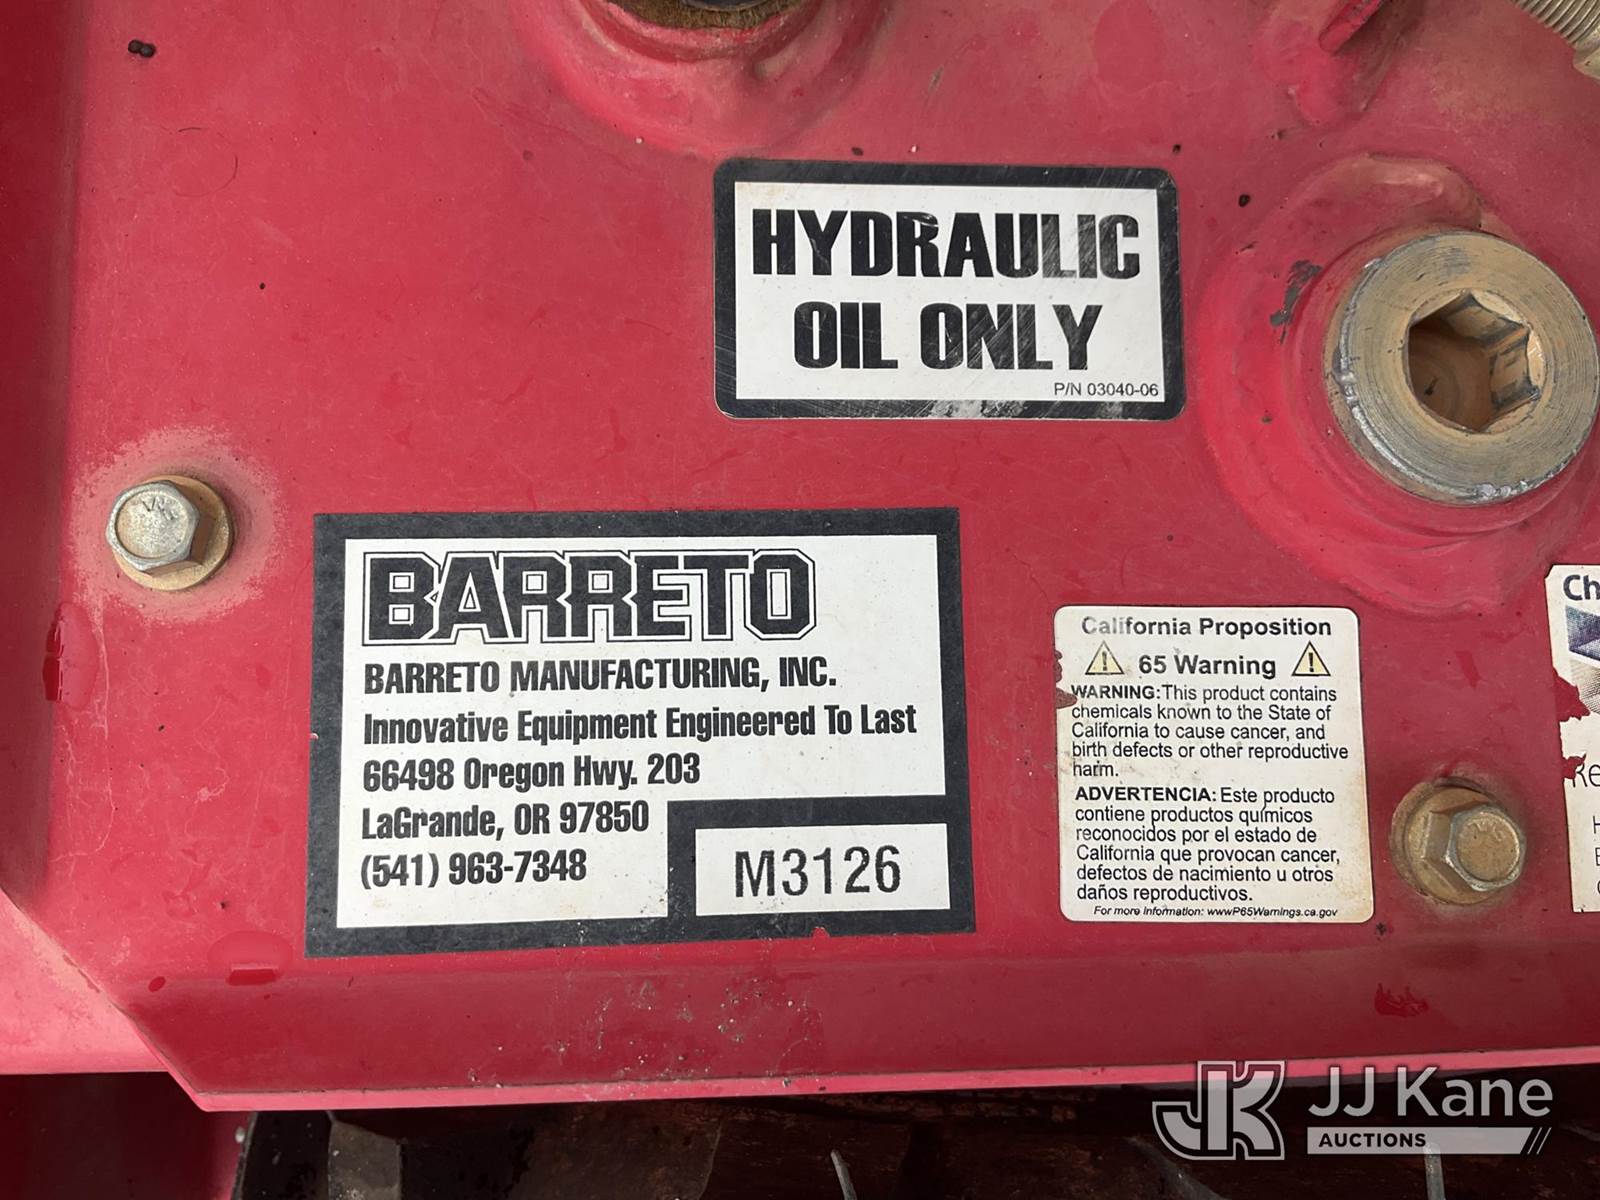 HYDRAULIC
OIL ONLY
P/N 03040-06
BARRETO
BARRETO MANUFACTURING, INC.
Innovative Equipment Engineered To Last
66498 Oregon Hwy. 203
LaGrande, OR 97850
(541) 963-7348
M3126
California Proposition
65 Warning
WARNING: This product contains
chemicals known to the State of
California to cause cancer, and
birth defects or other reproductive
harm.
ADVERTENCIA: Este producto
contiene productos químicos
reconocidos por el estado de
California que provocan cancer,
defectos de nacimiento u otros
daños reproductivos.
For more information: www.P65Warnings.ca.gov
Ch
JJ Kane
AUCTIONS